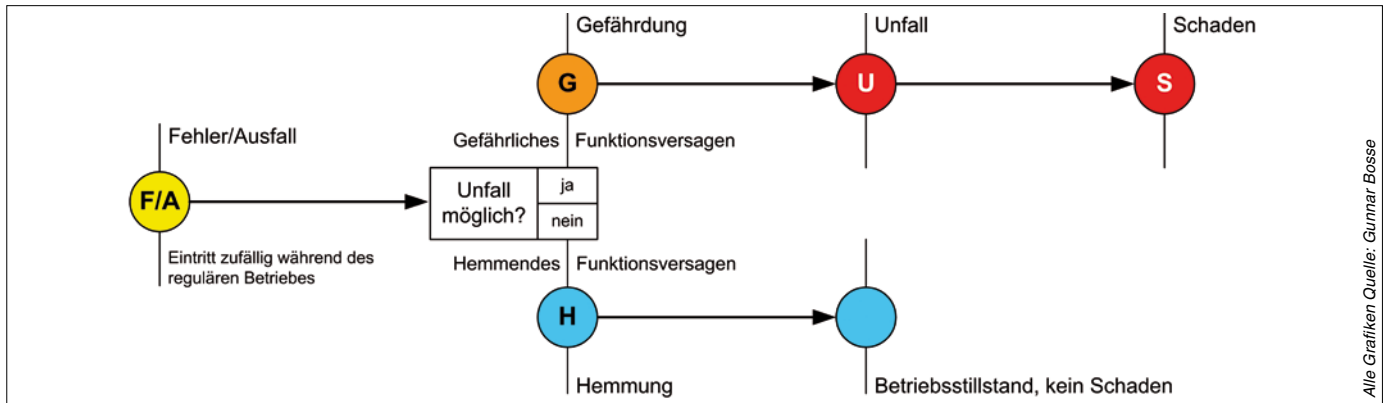 Gefährdung
Unfall
Schaden
G
U
S
Fehler/Ausfall
Gefährliches Funktionsversagen
F/A
Unfall
möglich?
ja
nein
Eintritt zufällig während des
regulären Betriebes
Hemmendes Funktionsversagen
H
Hemmung
Betriebsstillstand, kein Schaden
Alle Grafiken Quelle: Gunnar Bosse